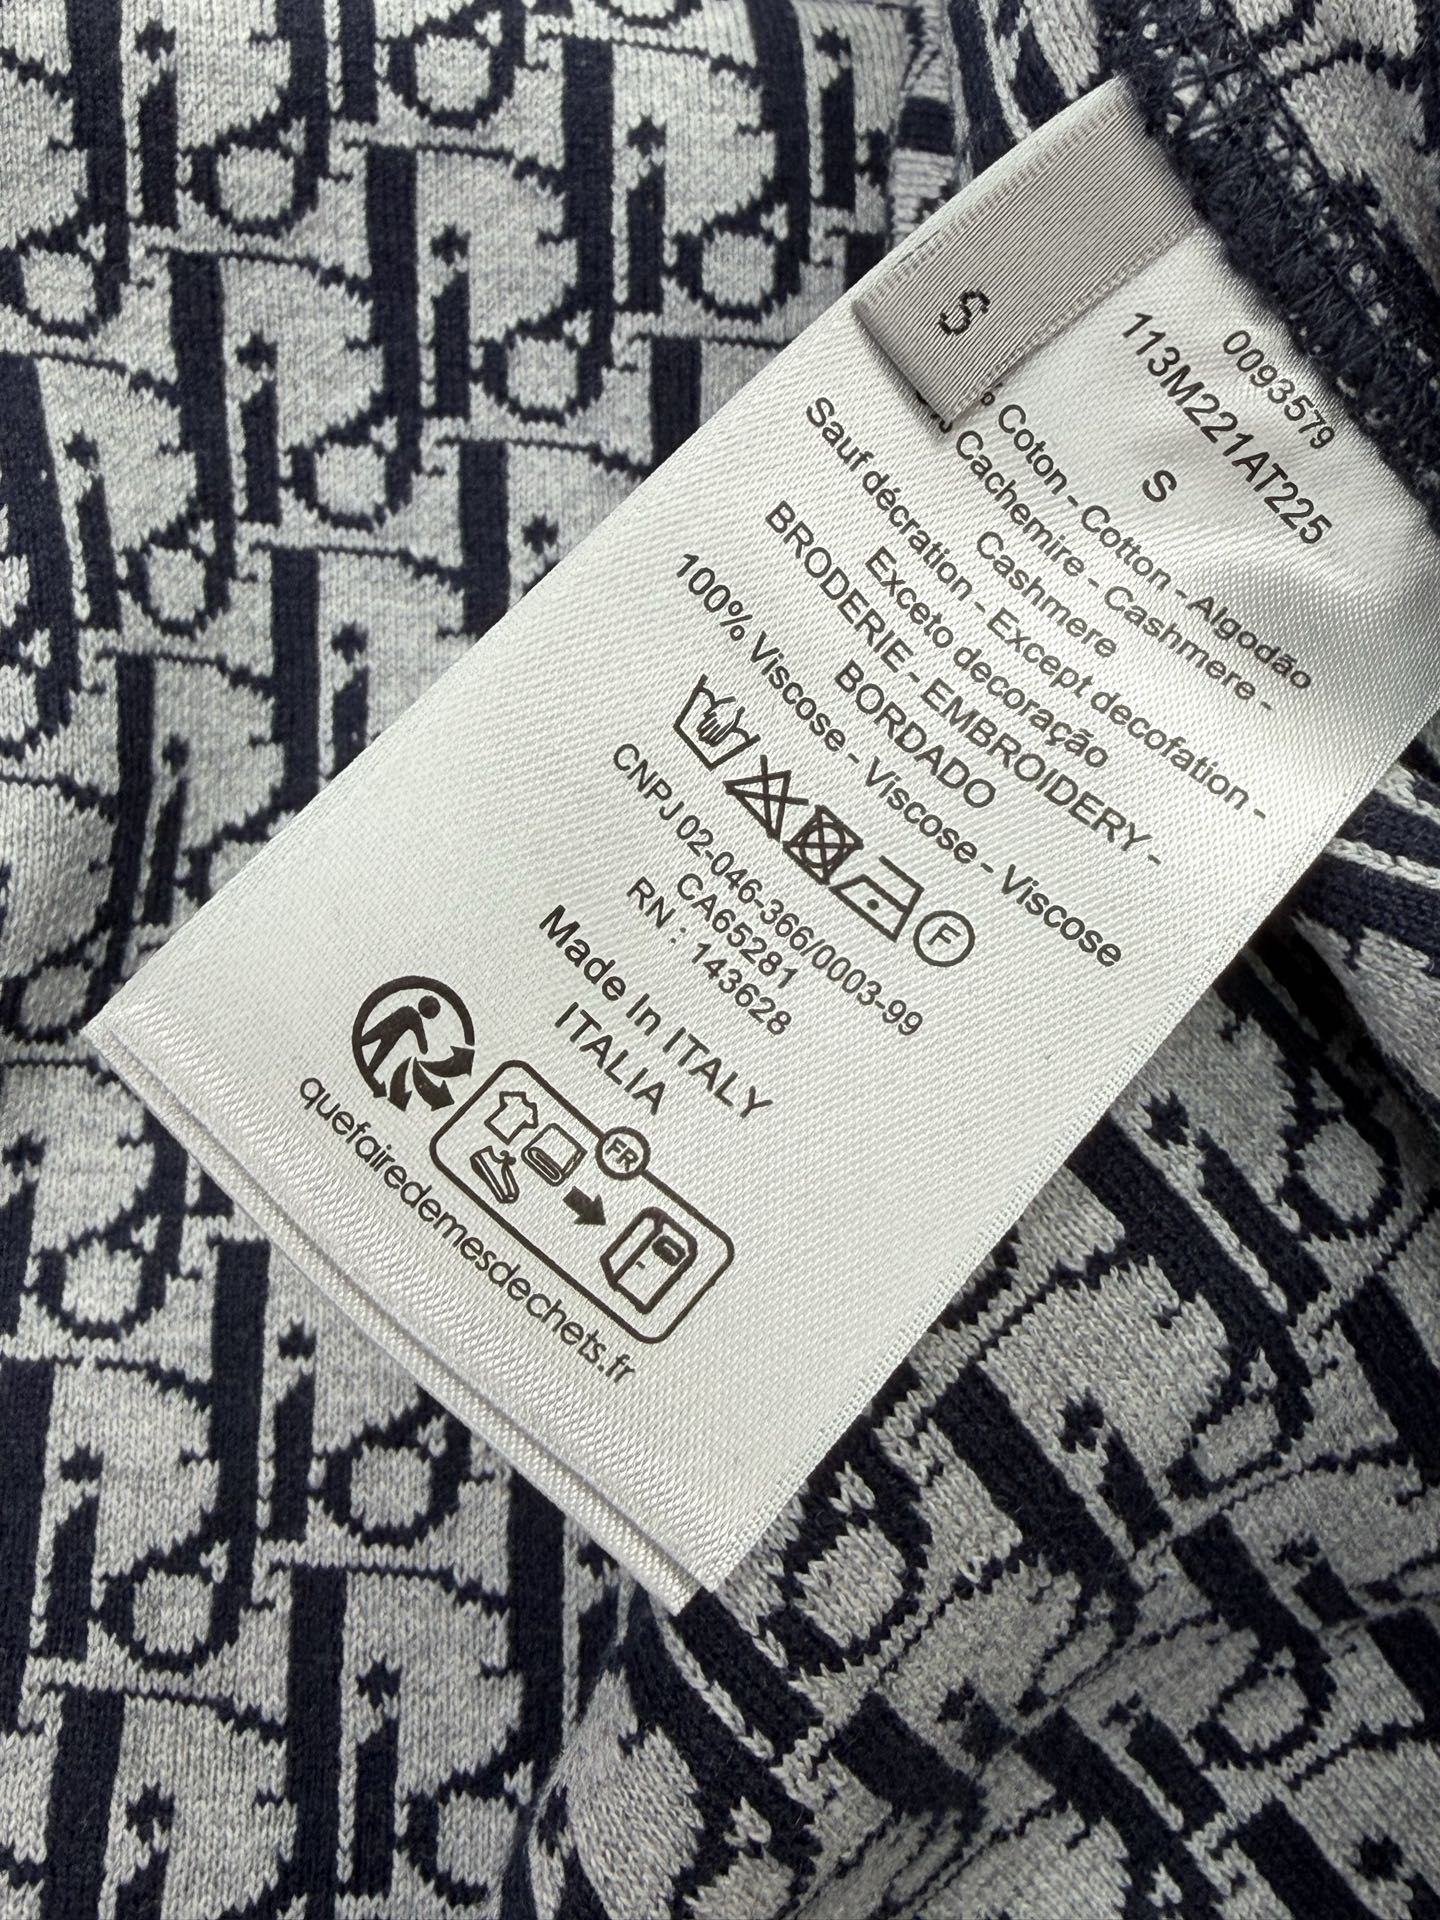 S
0093579
113M221AT225
S
% Coton - Cotton - Algodão
Cachemire - Cashmere -
Cashmere
Sauf décration - Except decofation -
Exceto decoração
BRODERIE - EMBROIDERY -
BORDADO
100% Viscose - Viscose - Viscose
F
CNPJ 02-046-366/0003-99
CA65281
RN : 143628
Made In ITALY
ITALIA
FR
quefairedemesdechets.fr